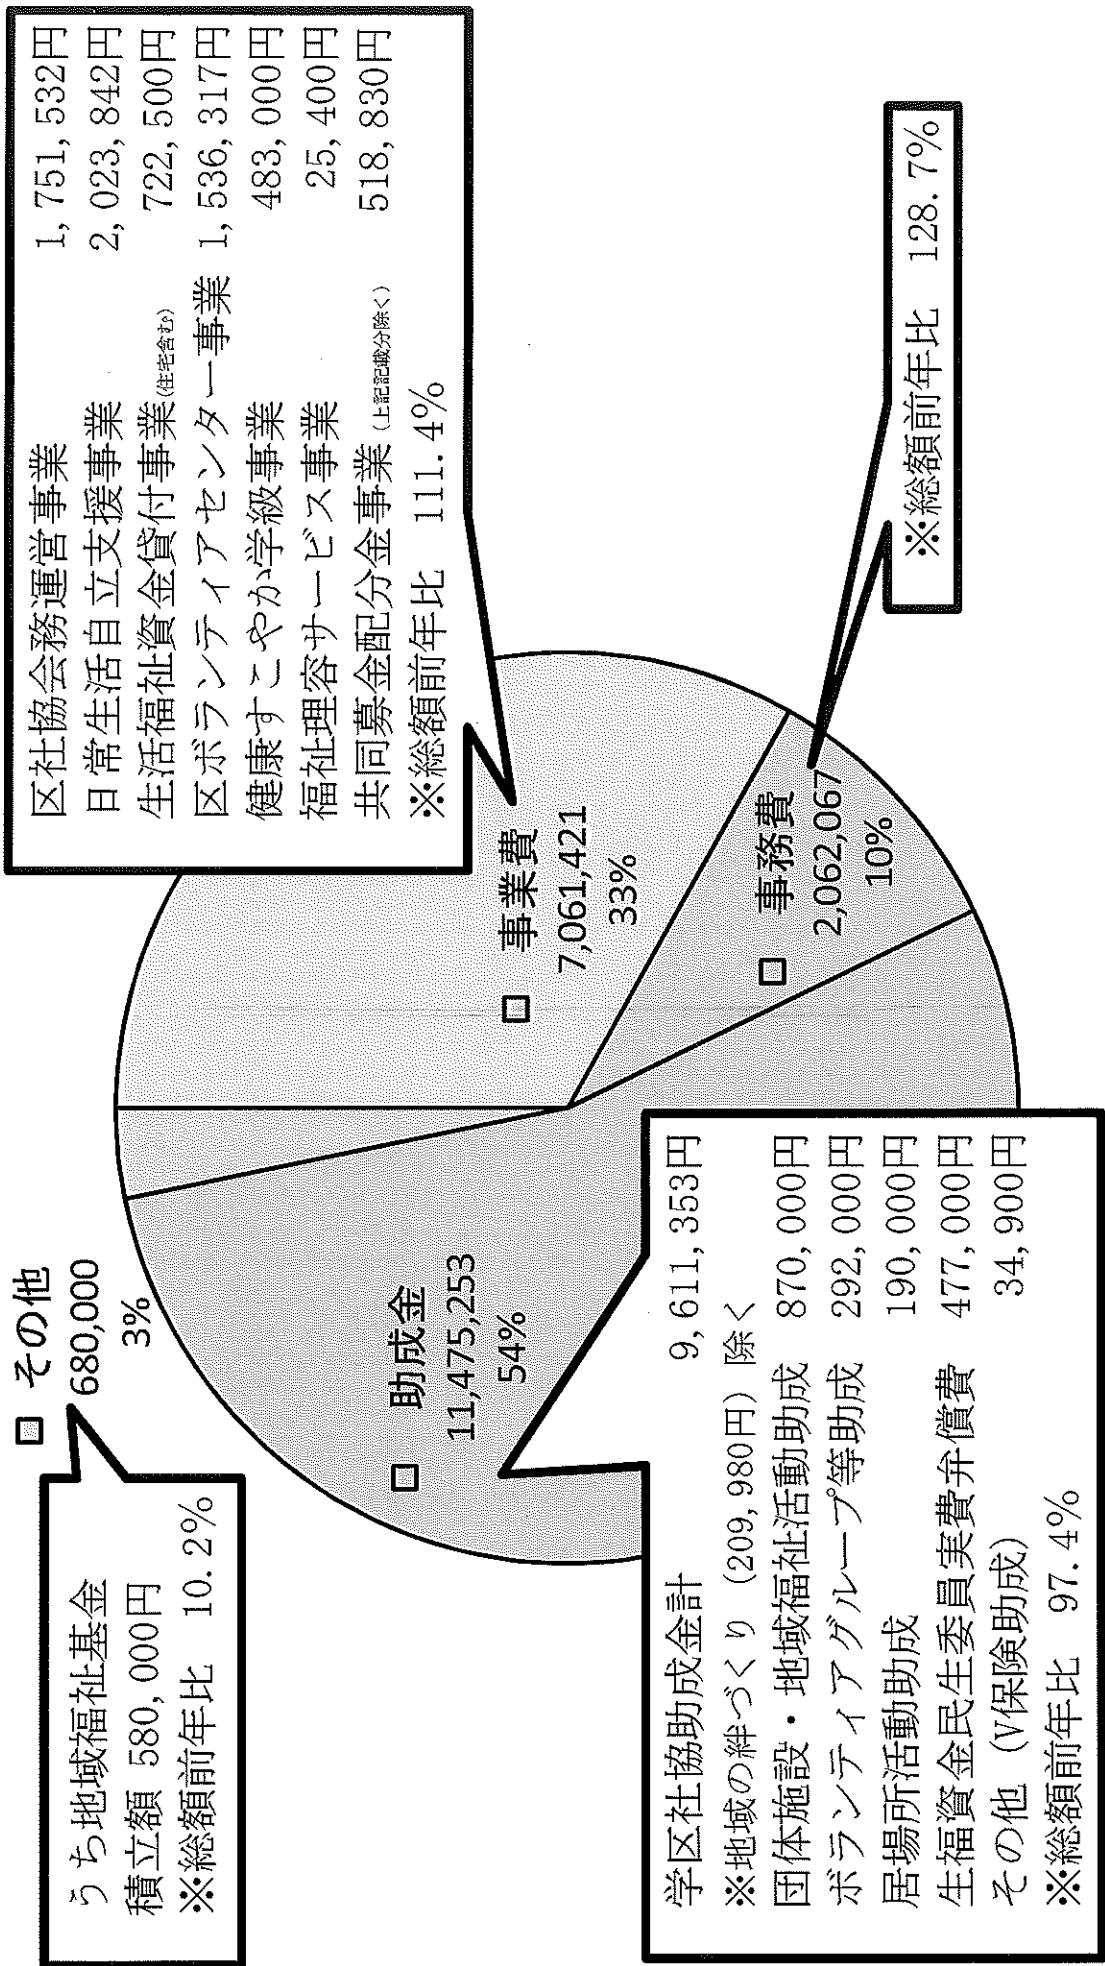 □ その他
680,000
3%
うち地域福祉基金
積立額 580,000円
※総額前年比 10.2%
区社協会務運営事業 1,751,532円
日常生活自立支援事業 2,023,842円
生活福祉資金貸付事業(住宅含む) 722,500円
区ボランティアセンター事業 1,536,317円
健康すこやか学級事業 483,000円
福祉理容サービス事業 25,400円
共同募金配分金事業(上記記載分除く) 518,830円
※総額前年比 111.4%
□ 事業費
7,061,421
33%
□ 助成金
11,475,253
54%
□ 事務費
2,062,067
10%
※総額前年比 128.7%
学区社協助成金計 9,611,353円
※地域の絆づくり (209,980円) 除く
団体施設・地域福祉活動助成 870,000円
ボランティアグループ等助成 292,000円
居場所活動助成 190,000円
生福資金民生委員実費弁償費 477,000円
その他 (V保険助成) 34,900円
※総額前年比 97.4%